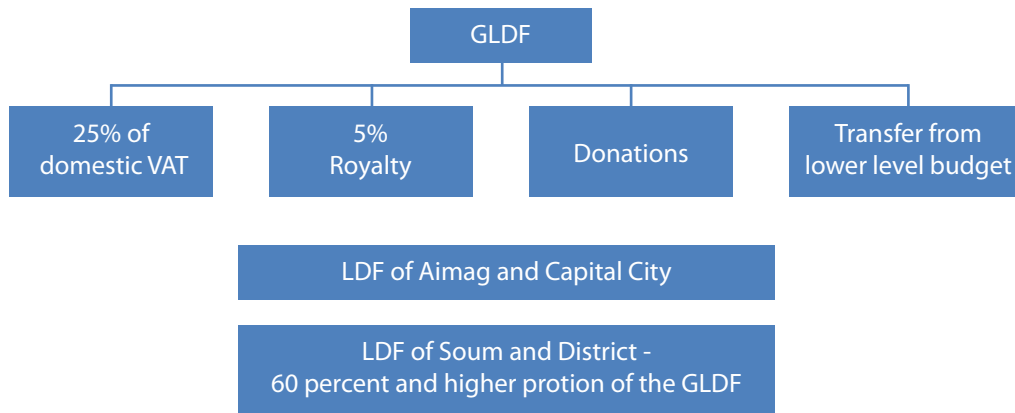 GLDF
25% of
domestic VAT
5%
Royalty
Donations
Transfer from
lower level budget
LDF of Aimag and Capital City
LDF of Soum and District -
60 percent and higher protion of the GLDF